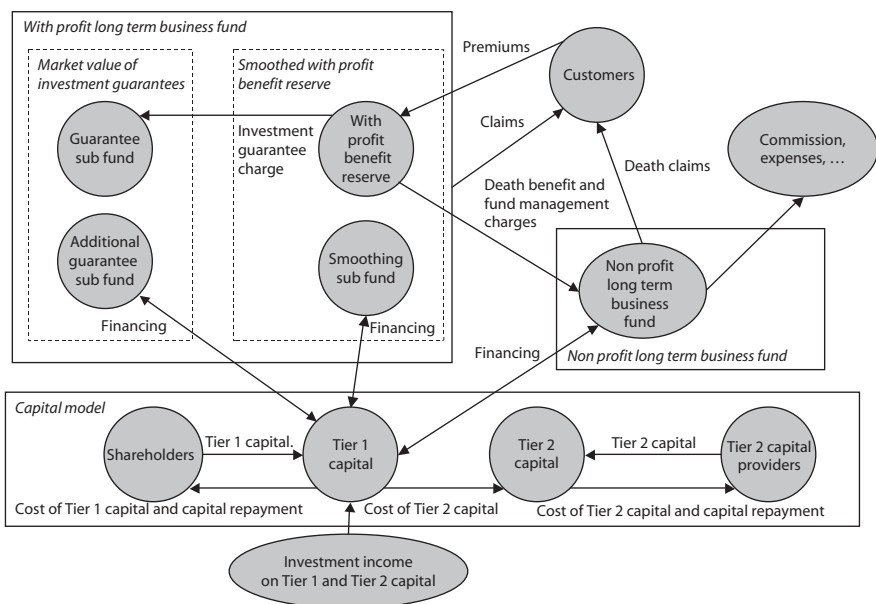 With profit long term business fund
Market value of
investment guarantees
Smoothed with profit
benefit reserve
Premiums
Customers
Guarantee
sub fund
Investment
guarantee
charge
With
profit
benefit
reserve
Claims
Commission,
expenses, ...
Death claims
Death benefit and
fund management
charges
Additional
guarantee
sub fund
Smoothing
sub fund
Non profit
long term
business
fund
Financing
Financing
Financing
Non profit long term business fund
Capital model
Shareholders
Tier 1 capital.
Tier 1
capital
Tier 2
capital
Tier 2 capital
Tier 2 capital
providers
Cost of Tier 1 capital and capital repayment
Cost of Tier 2 capital
Cost of Tier 2 capital and capital repayment
Investment income
on Tier 1 and Tier 2 capital